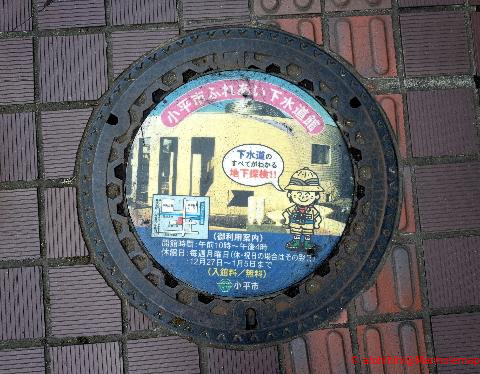 小平市ふれあい下水道館
下水道の
すべてがわかる
地下探検!!
(御利用案内)
開館時間:午前10時～午後4時
休館日:毎週月曜日(休・祝日の場合はその翌日)
12月27日～1月5日まで
(入館料/無料)
小平市